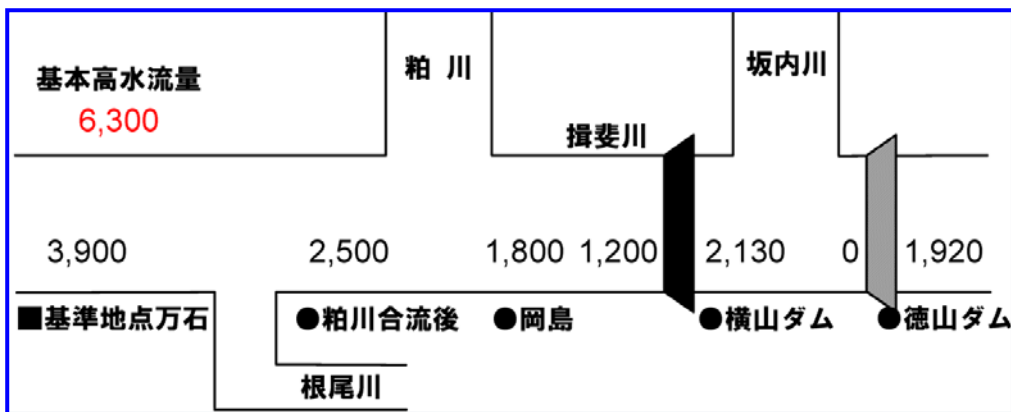 粕 川
坂内川
基本高水流量
6,300
揖斐川
3,900
2,500
1,800
1,200
2,130
0
1,920
■基準地点万石
●粕川合流後
●岡島
●横山ダム
●徳山ダム
根尾川